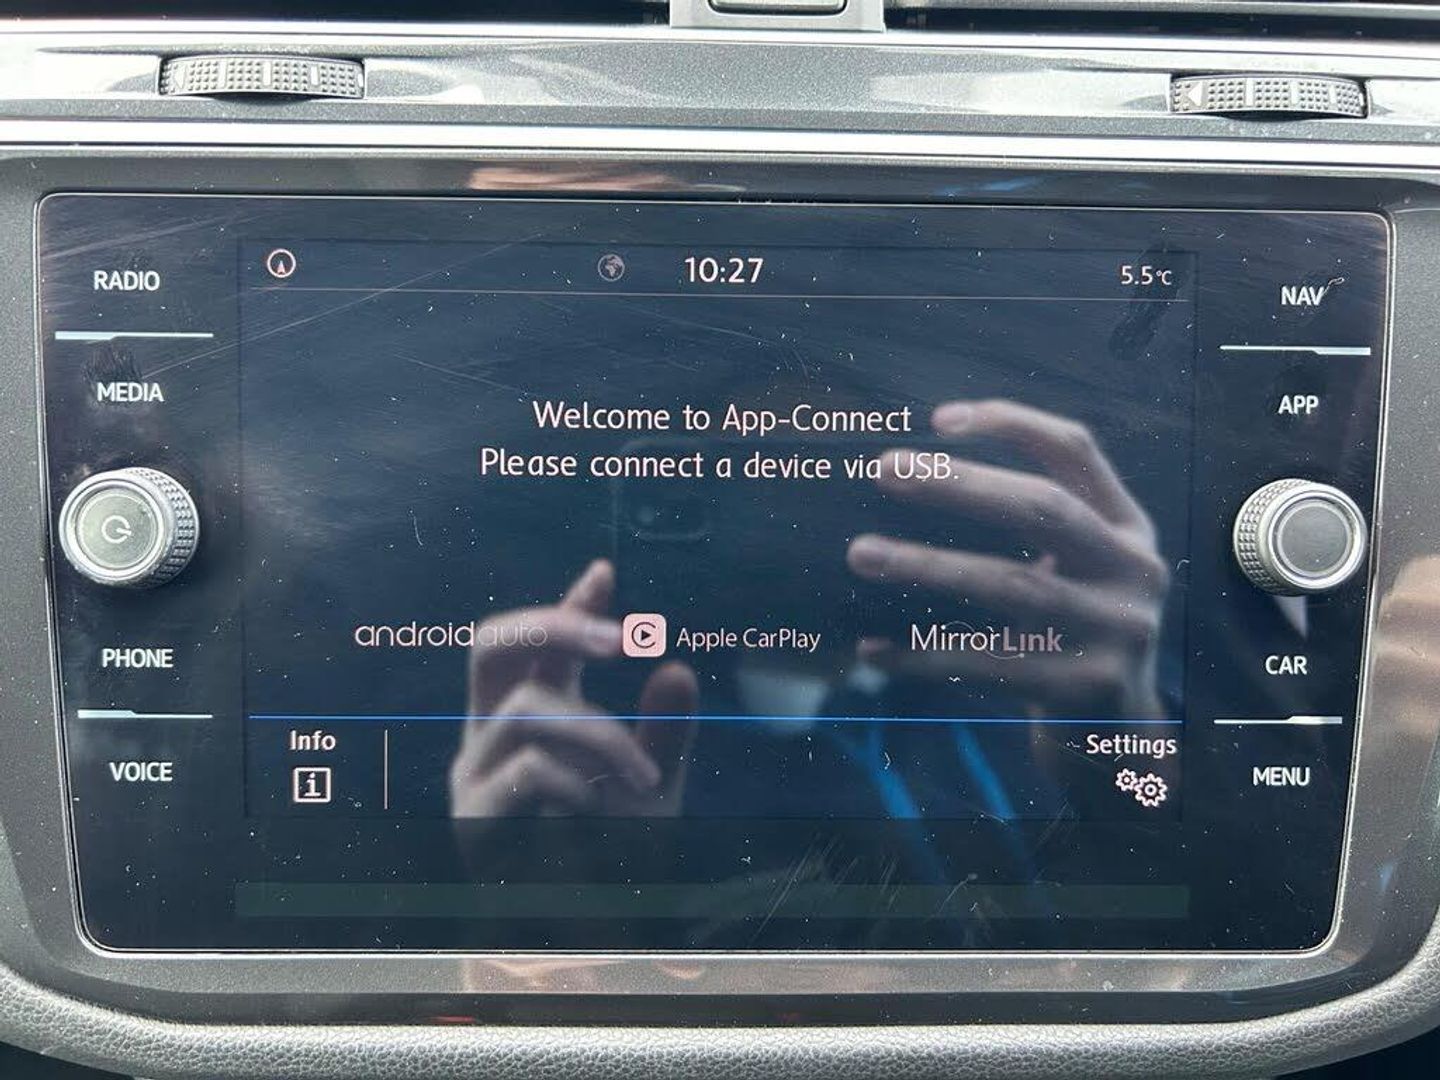 RADIO
MEDIA
PHONE
VOICE
10:27
5.5°C
Welcome to App-Connect
Please connect a device via USB.
androidauto
Apple CarPlay
MirrorLink
Info
i
Settings
NAV
APP
CAR
MENU